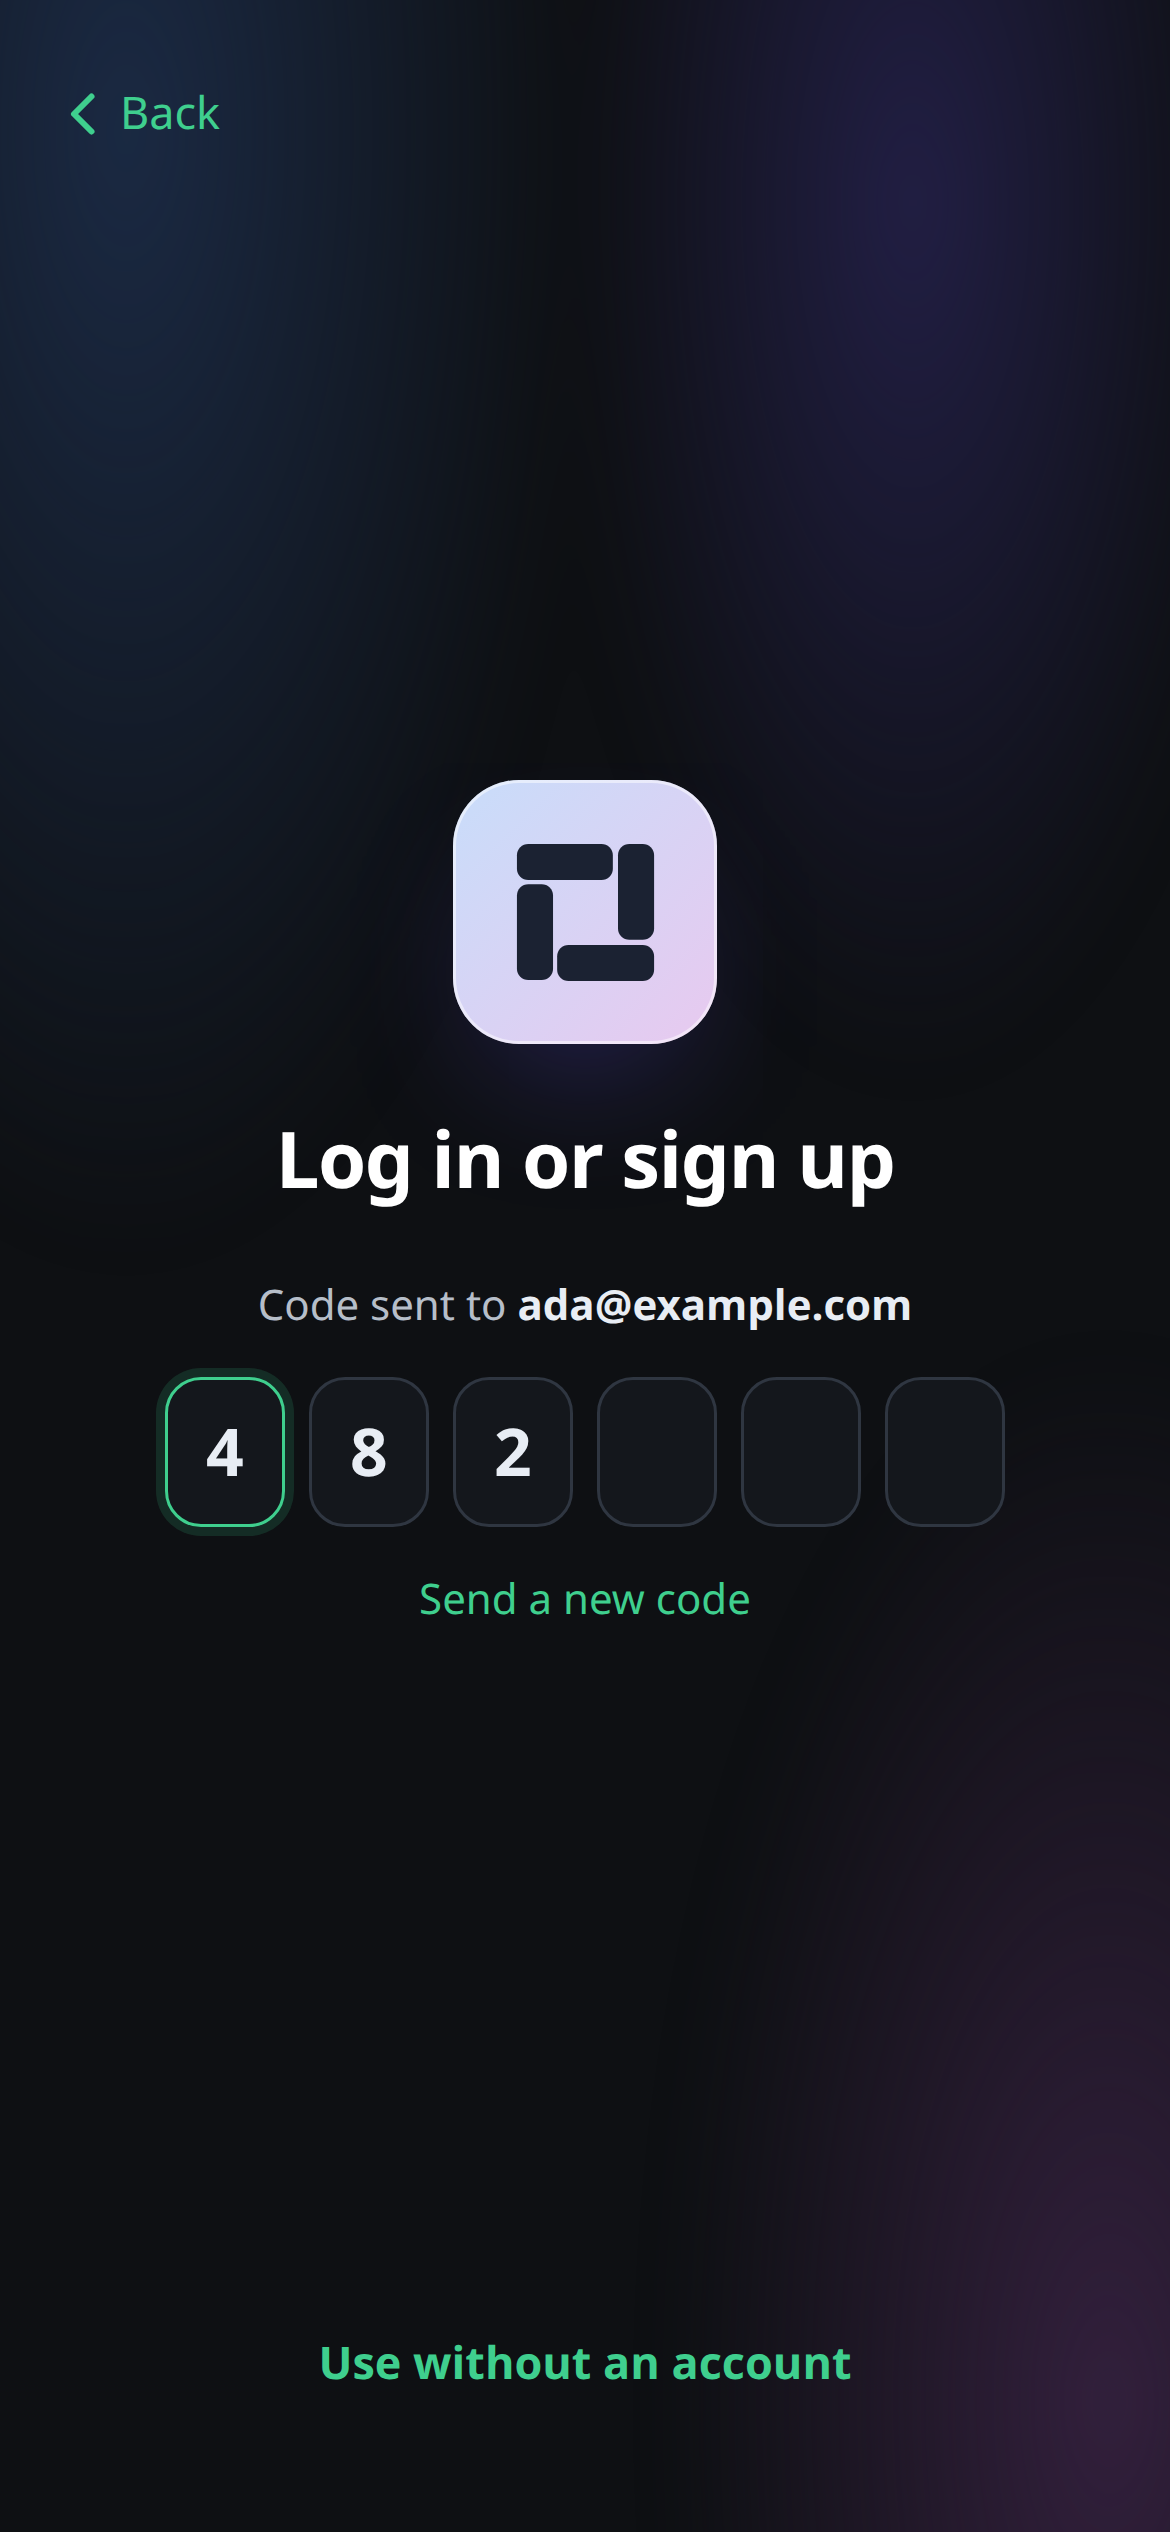 Back
Log in or sign up
Code sent to ada@example.com
4 8 2
Send a new code
Use without an account